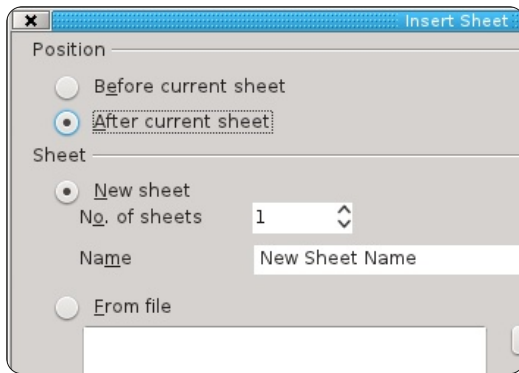 Insert Sheet
Position
Before current sheet
After current sheet
Sheet
New sheet
No. of sheets 1
Name New Sheet Name
From file